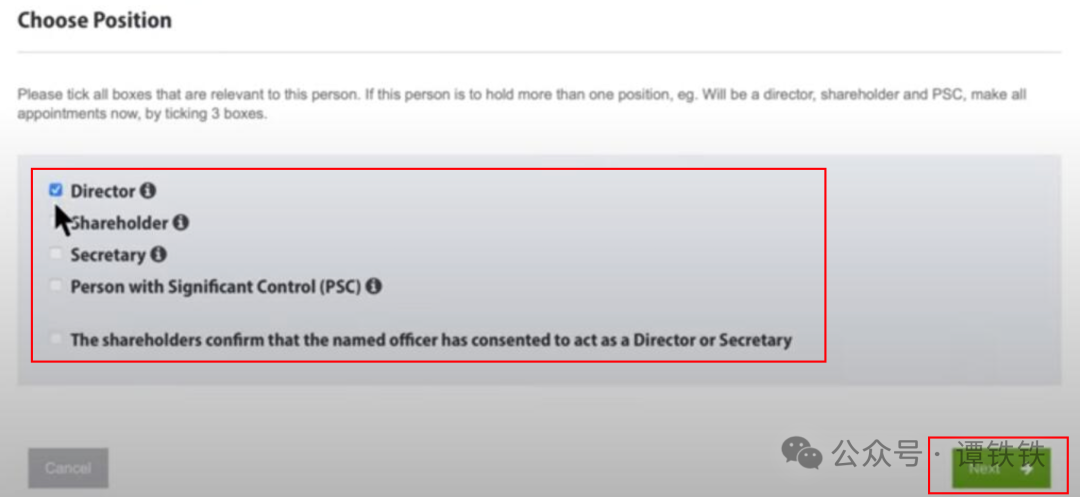 Choose Position
Please tick all boxes that are relevant to this person. If this person is to hold more than one position, eg. Will be a director, shareholder and PSC, make all
appointments now, by ticking 3 boxes.
Director
Shareholder
Secretary
Person with Significant Control (PSC)
The shareholders confirm that the named officer has consented to act as a Director or Secretary
Cancel
Next
公众号 · 谭铁铁